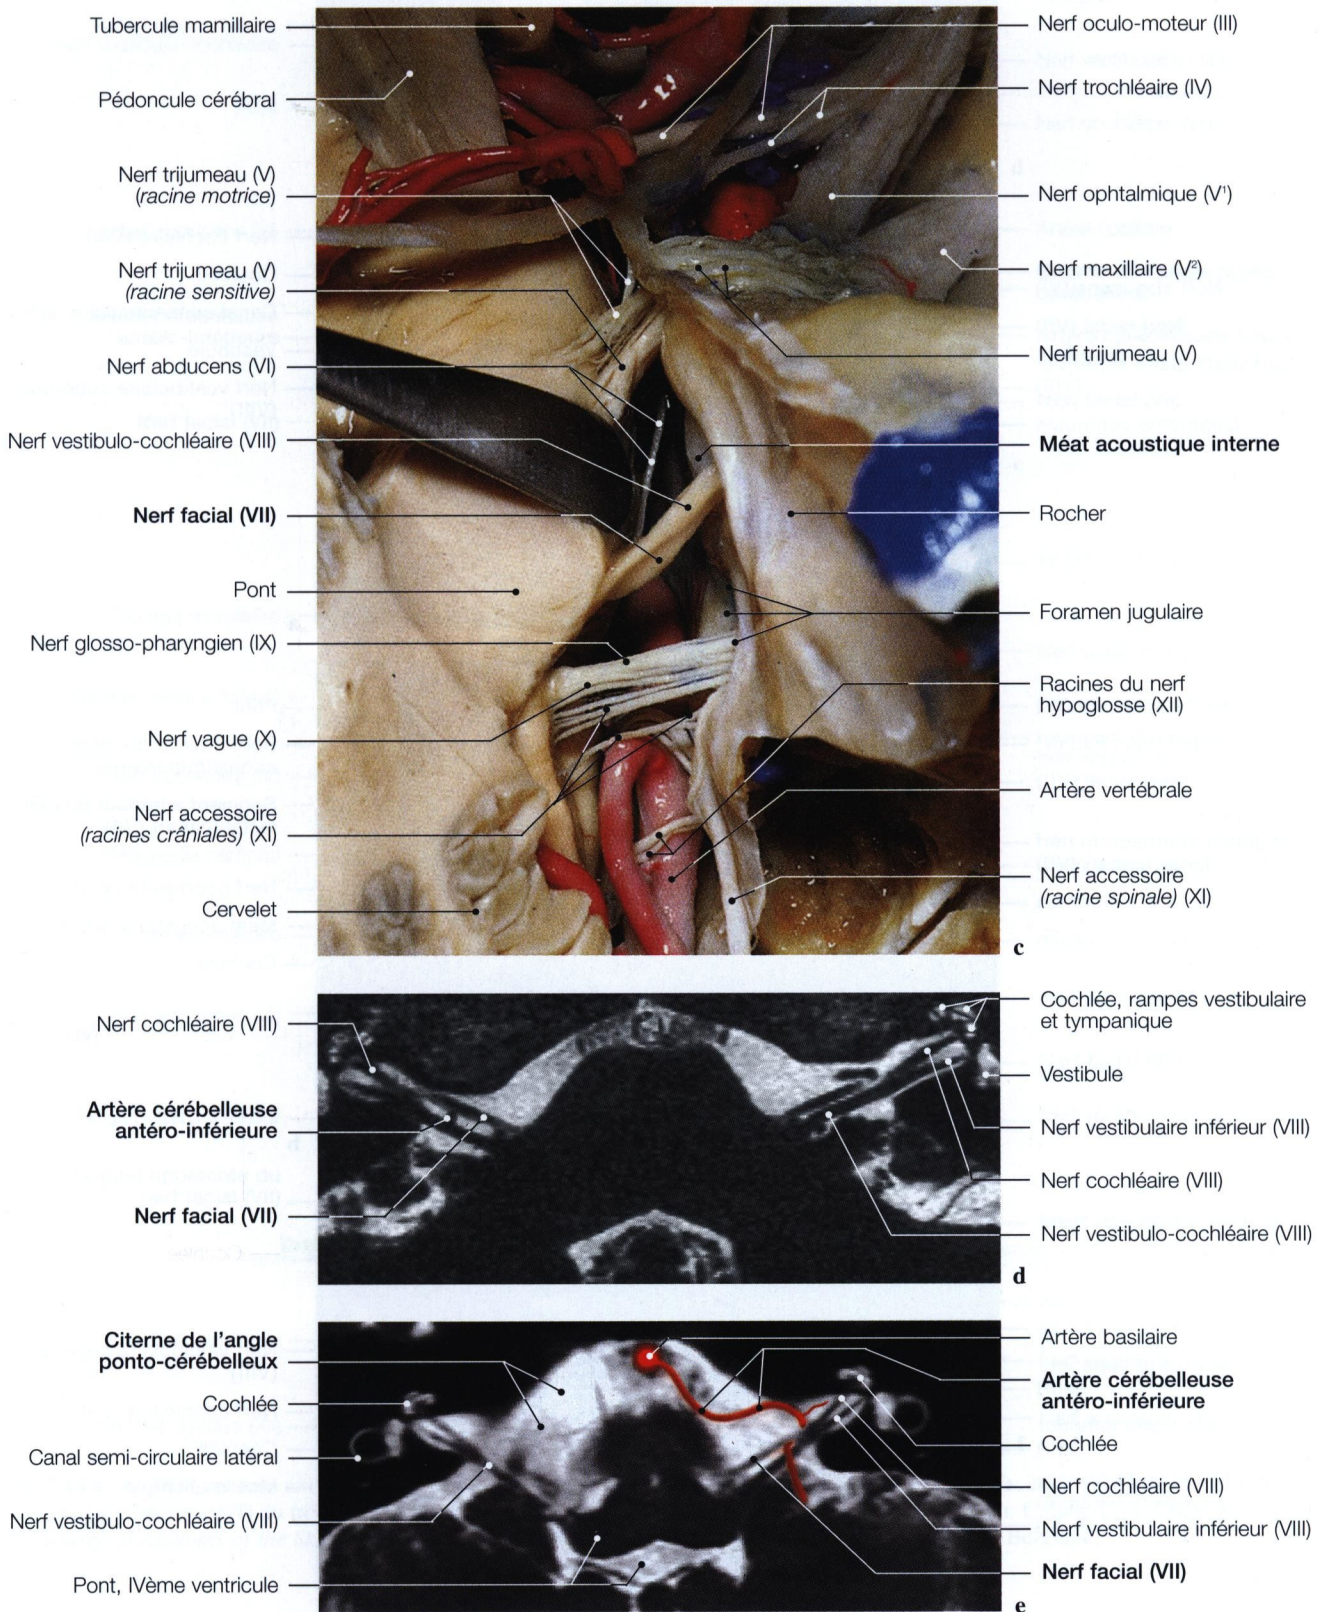 Tubercule mamillaire
Pédoncule cérébral
Nerf trijumeau (V)
(racine motrice)
Nerf trijumeau (V)
(racine sensitive)
Nerf abducens (VI)
Nerf vestibulo-cochléaire (VIII)
Nerf facial (VII)
Pont
Nerf glosso-pharyngien (IX)
Nerf vague (X)
Nerf accessoire
(racines crâniales) (XI)
Cervelet
Nerf oculo-moteur (III)
Nerf trochléaire (IV)
Nerf ophtalmique (V¹)
Nerf maxillaire (V²)
Nerf trijumeau (V)
Méat acoustique interne
Rocher
Foramen jugulaire
Racines du nerf
hypoglosse (XII)
Artère vertébrale
Nerf accessoire
(racine spinale) (XI)
c
Nerf cochléaire (VIII)
Artère cérébelleuse
antéro-inférieure
Nerf facial (VII)
Cochlée, rampes vestibulaire
et tympanique
Vestibule
Nerf vestibulaire inférieur (VIII)
Nerf cochléaire (VIII)
Nerf vestibulo-cochléaire (VIII)
d
Citerne de l'angle
ponto-cérébelleux
Cochlée
Canal semi-circulaire latéral
Nerf vestibulo-cochléaire (VIII)
Pont, IVème ventricule
Artère basilaire
Artère cérébelleuse
antéro-inférieure
Cochlée
Nerf cochléaire (VIII)
Nerf vestibulaire inférieur (VIII)
Nerf facial (VII)
e